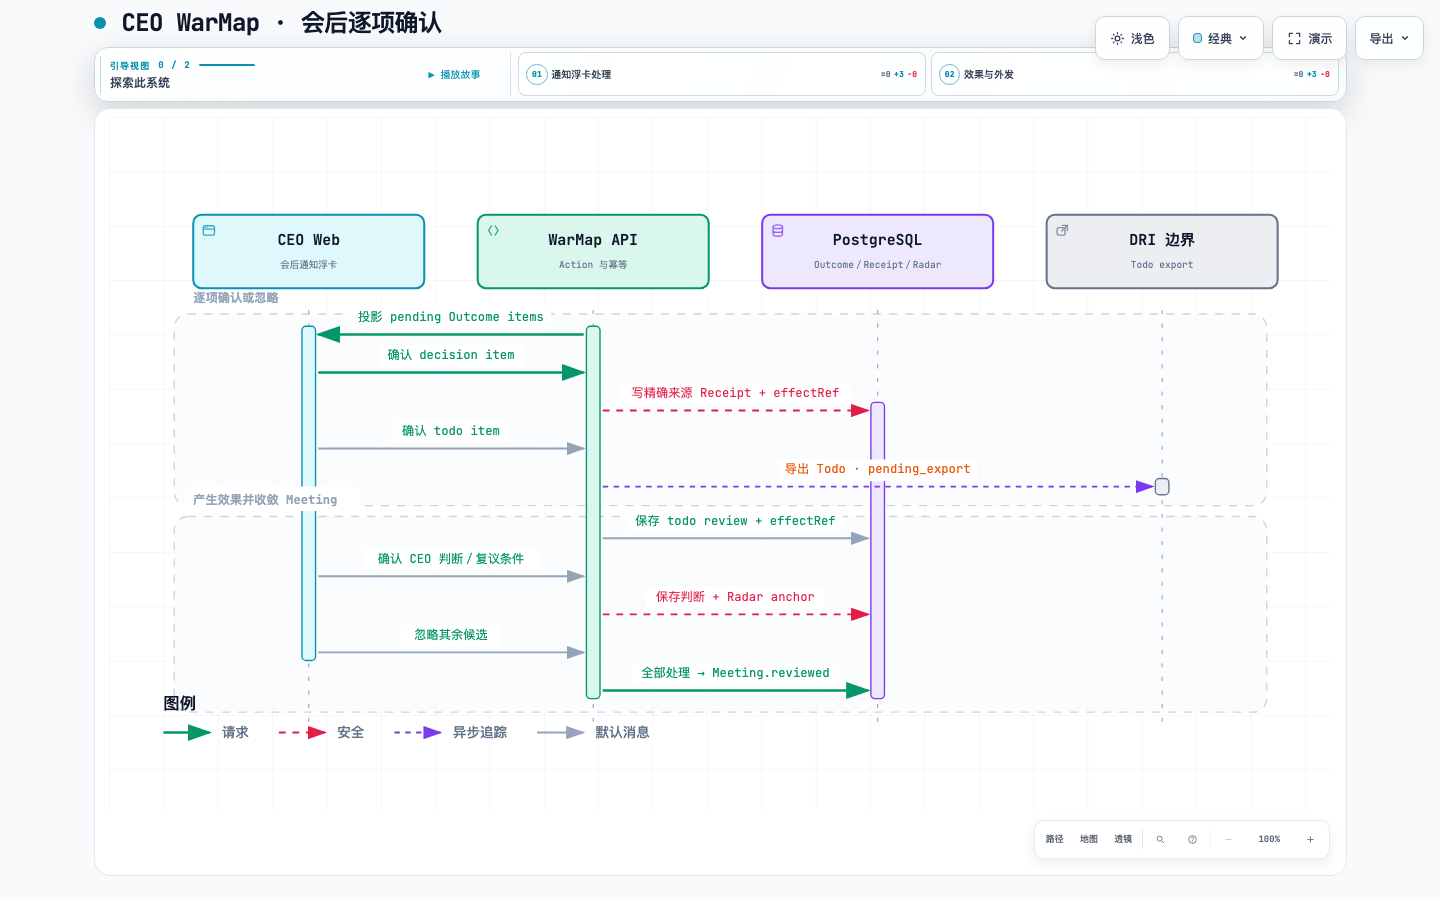 CEO WarMap · 会后逐项确认
浅色
经典
演示
导出
引导视图 0 / 2
探索此系统
▶ 播放故事
01 通知浮卡处理 ≡0 +3 -0
02 效果与外发 ≡0 +3 -0
CEO Web
会后通知浮卡
WarMap API
Action 与幂等
PostgreSQL
Outcome / Receipt / Radar
DRI 边界
Todo export
逐项确认或忽略
投影 pending Outcome items
确认 decision item
写精确来源 Receipt + effectRef
确认 todo item
导出 Todo · pending_export
产生效果并收敛 Meeting
保存 todo review + effectRef
确认 CEO 判断 / 复议条件
保存判断 + Radar anchor
忽略其余候选
全部处理 → Meeting.reviewed
图例
请求
安全
异步追踪
默认消息
路径
地图
透镜
100%